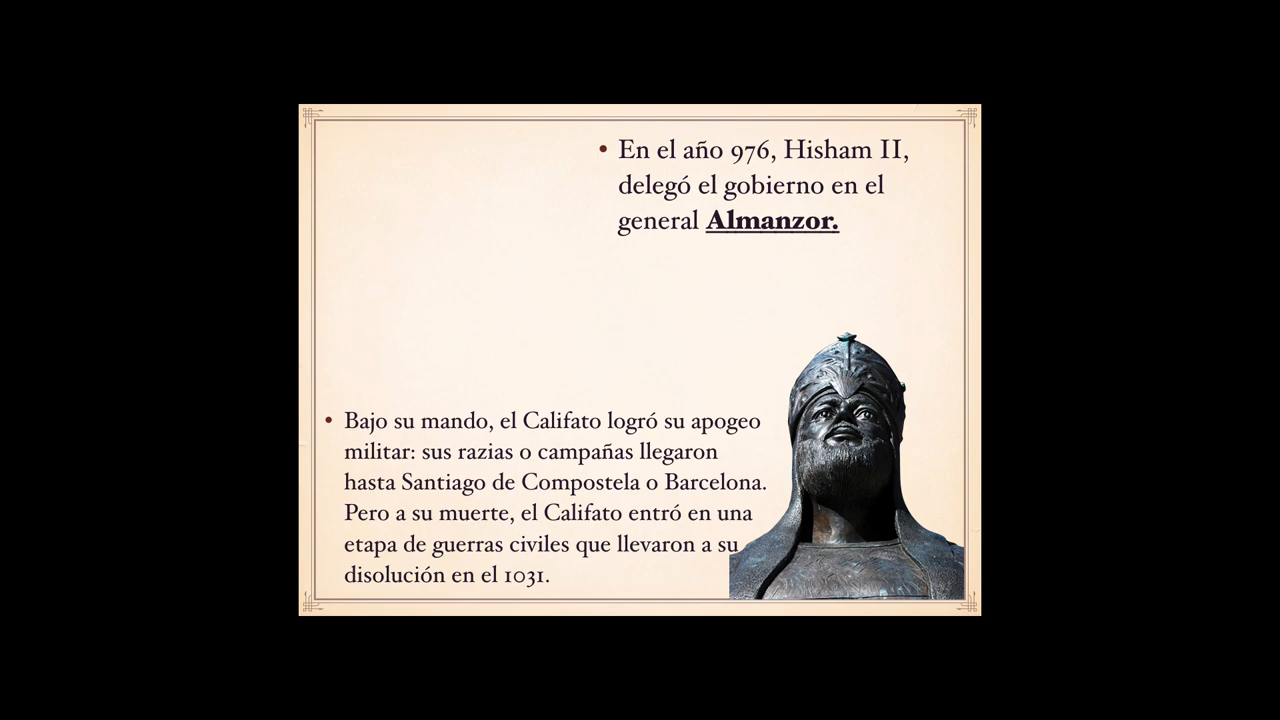 • En el año 976, Hisham II,
delegó el gobierno en el
general Almanzor.
• Bajo su mando, el Califato logró su apogeo
militar: sus razias o campañas llegaron
hasta Santiago de Compostela o Barcelona.
Pero a su muerte, el Califato entró en una
etapa de guerras civiles que llevaron a su
disolución en el 1031.